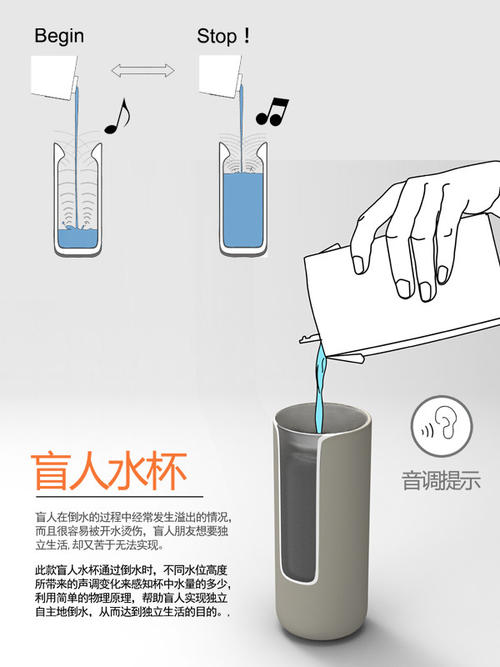 Begin
Stop！
音调提示
盲人水杯
盲人在倒水的过程中经常发生溢出的情况,
而且很容易被开水烫伤，盲人朋友想要独
立生活, 却又苦于无法实现。
此款盲人水杯通过倒水时，不同水位高度
所带来的声调变化来感知杯中水量的多少,
利用简单的物理原理，帮助盲人实现独立
自主地倒水，从而达到独立生活的目的。.